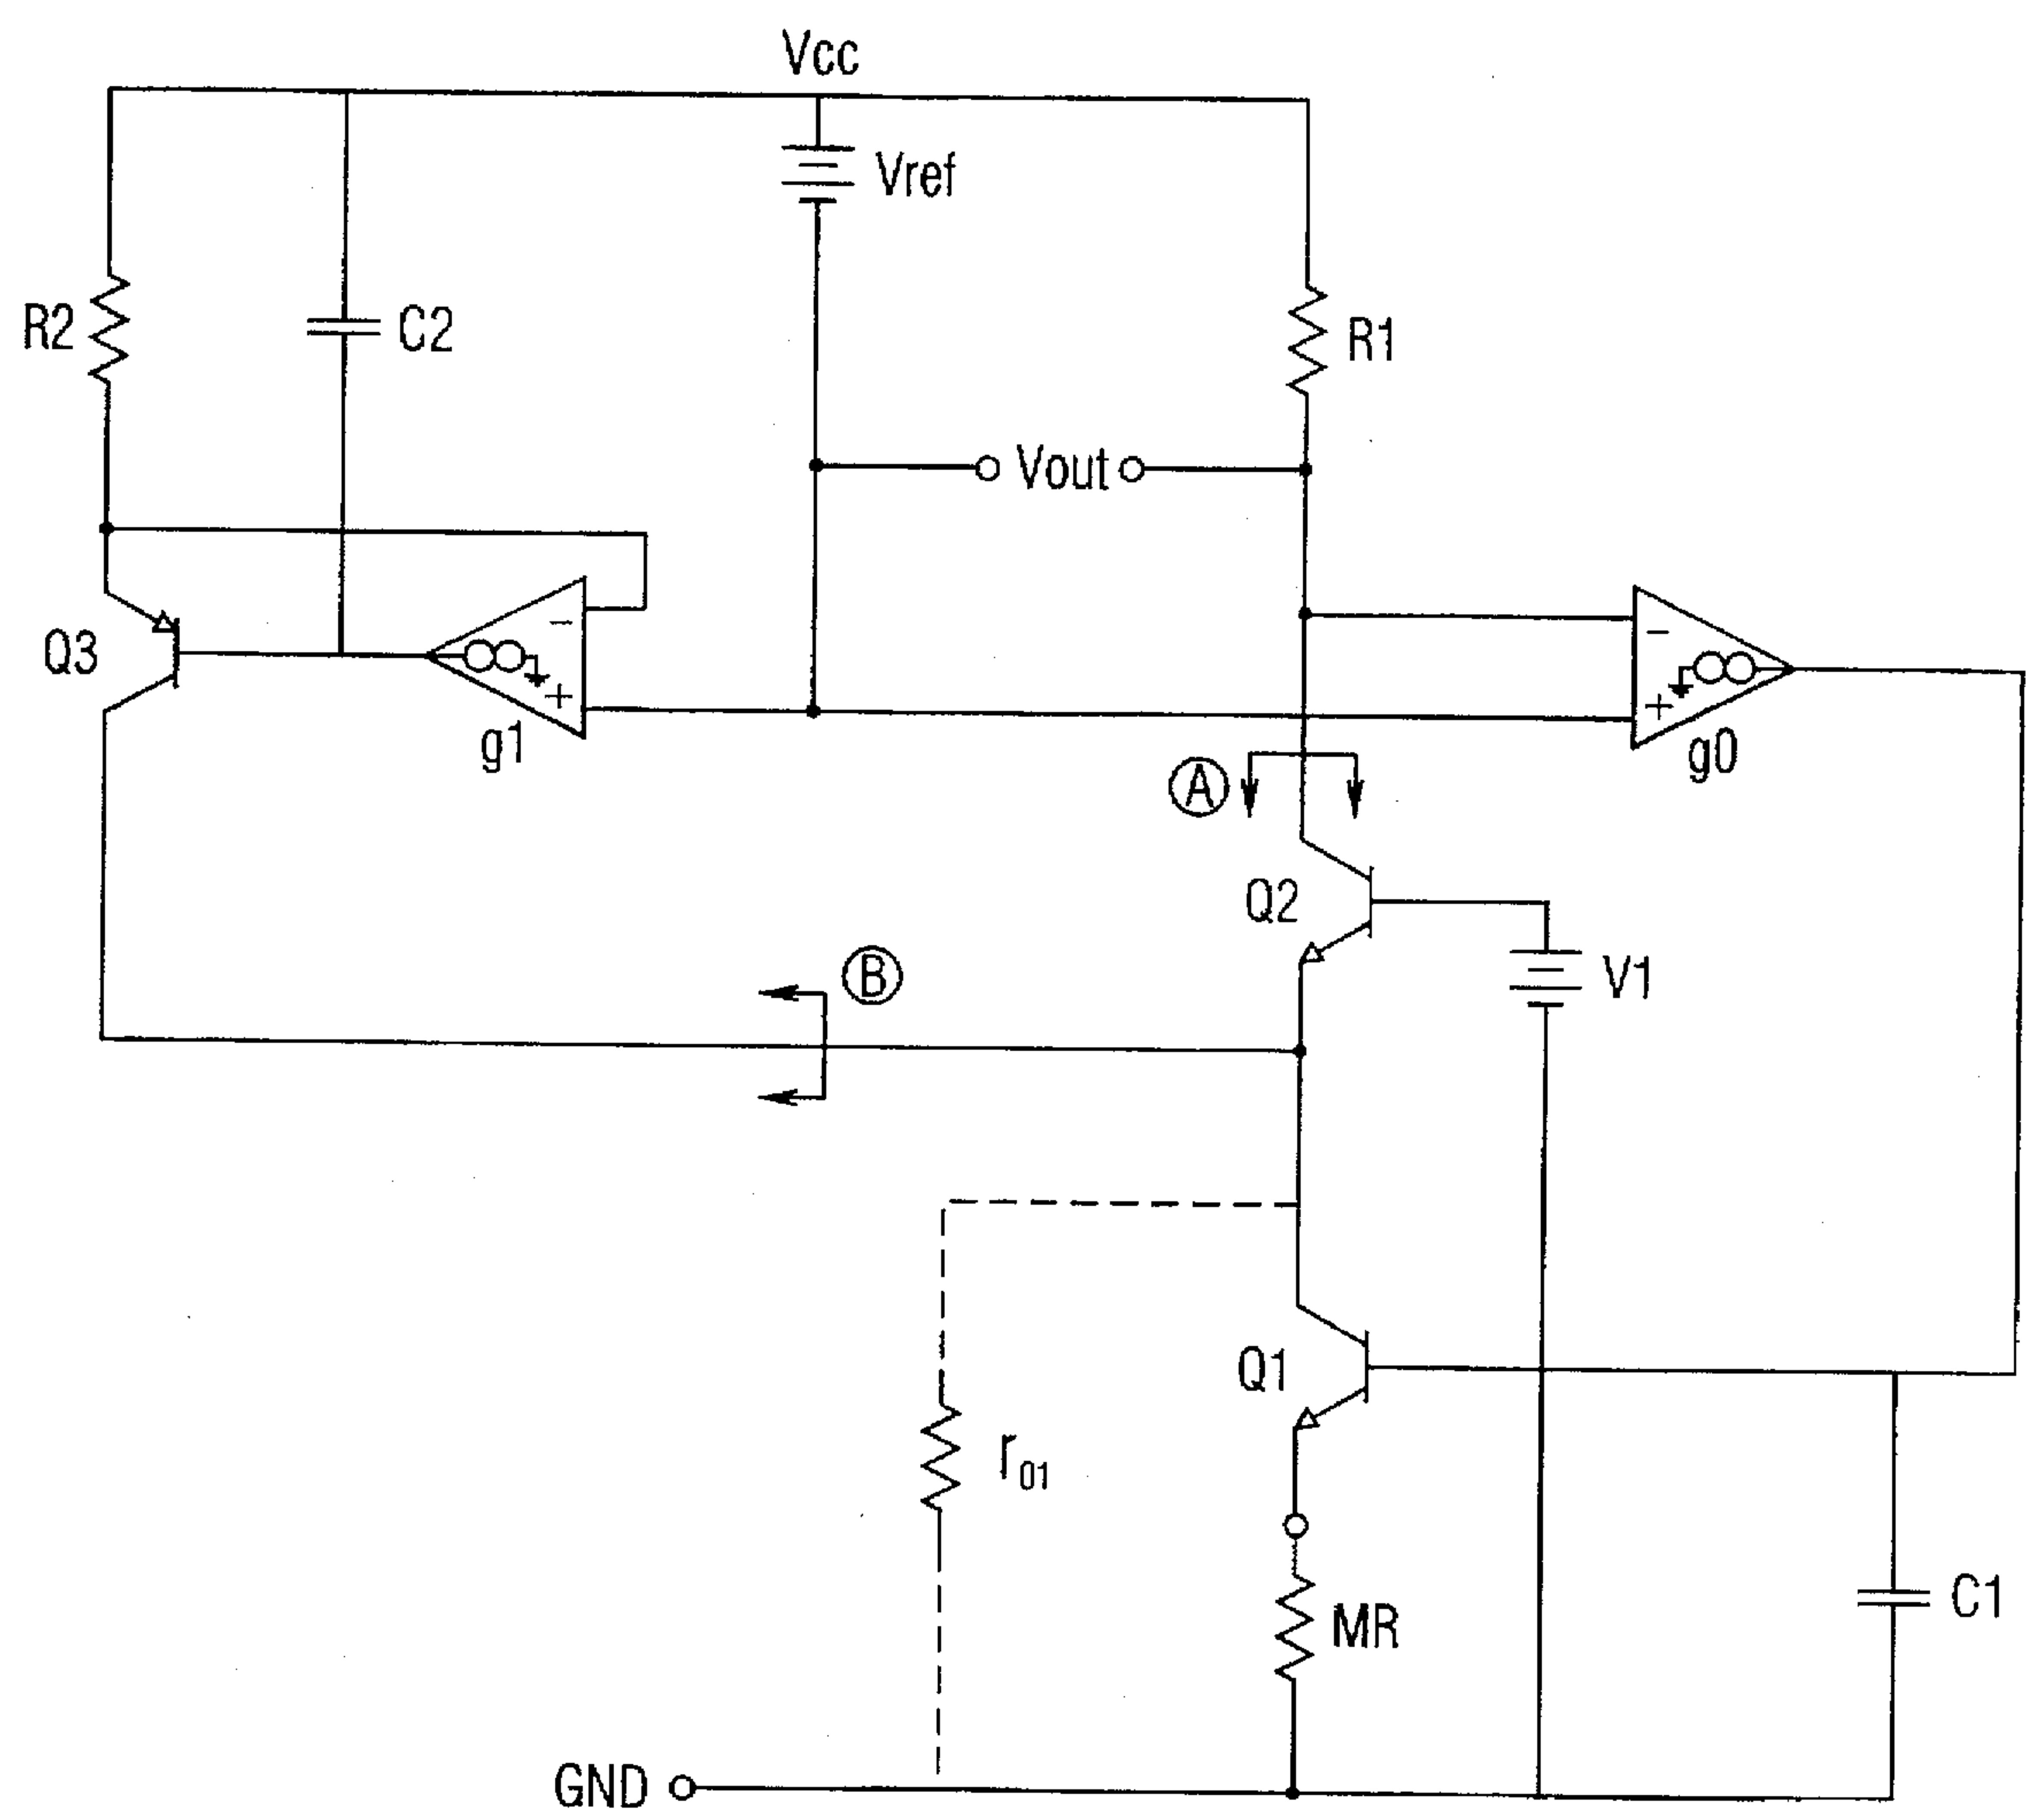 Vcc
Vref
R2
C2
R1
Vout
Q3
-
+
g1
-
+
g0
A
Q2
B
V1
Q1
r01
MR
C1
GND